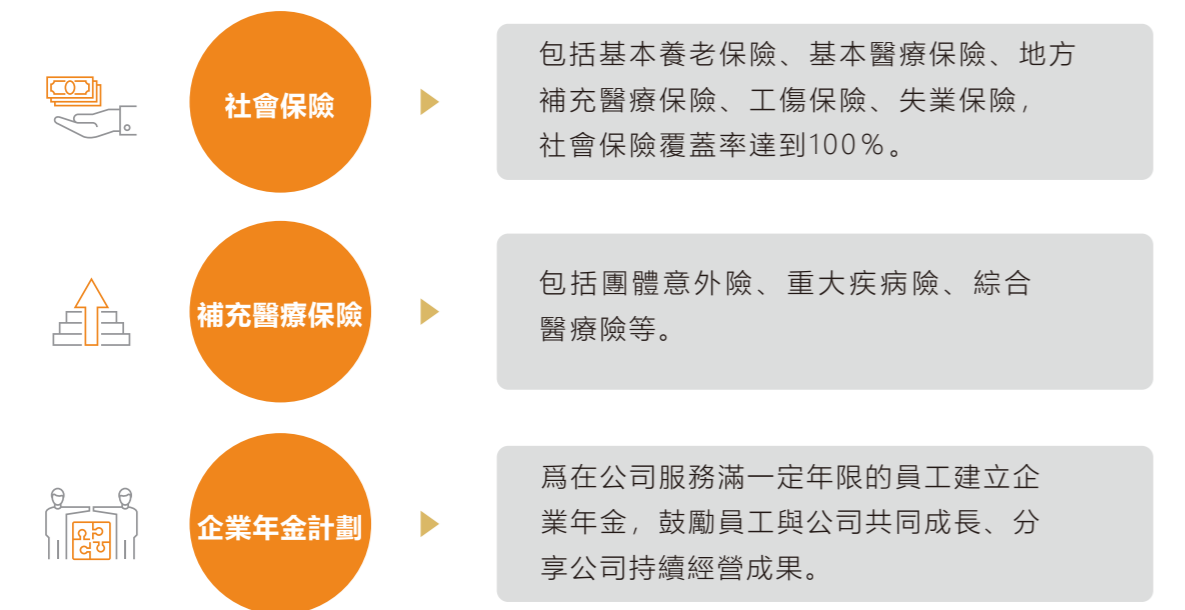 社會保險
包括基本養老保險、基本醫療保險、地方
補充醫療保險、工傷保險、失業保險,
社會保險覆蓋率達到100%。
補充醫療保險
包括團體意外險、重大疾病險、綜合
醫療險等。
企業年金計劃
爲在公司服務滿一定年限的員工建立企
業年金,鼓勵員工與公司共同成長、分
享公司持續經營成果。